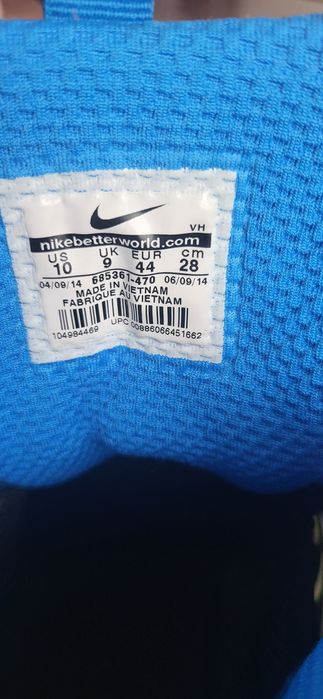 VH
nikebetterworld.com
US UK EUR cm
10 9 44 28
04/09/14 685361-470 06/09/14
MADE IN VIETNAM
FABRIQUE AU VIETNAM
104984469 UPC 00886066451662